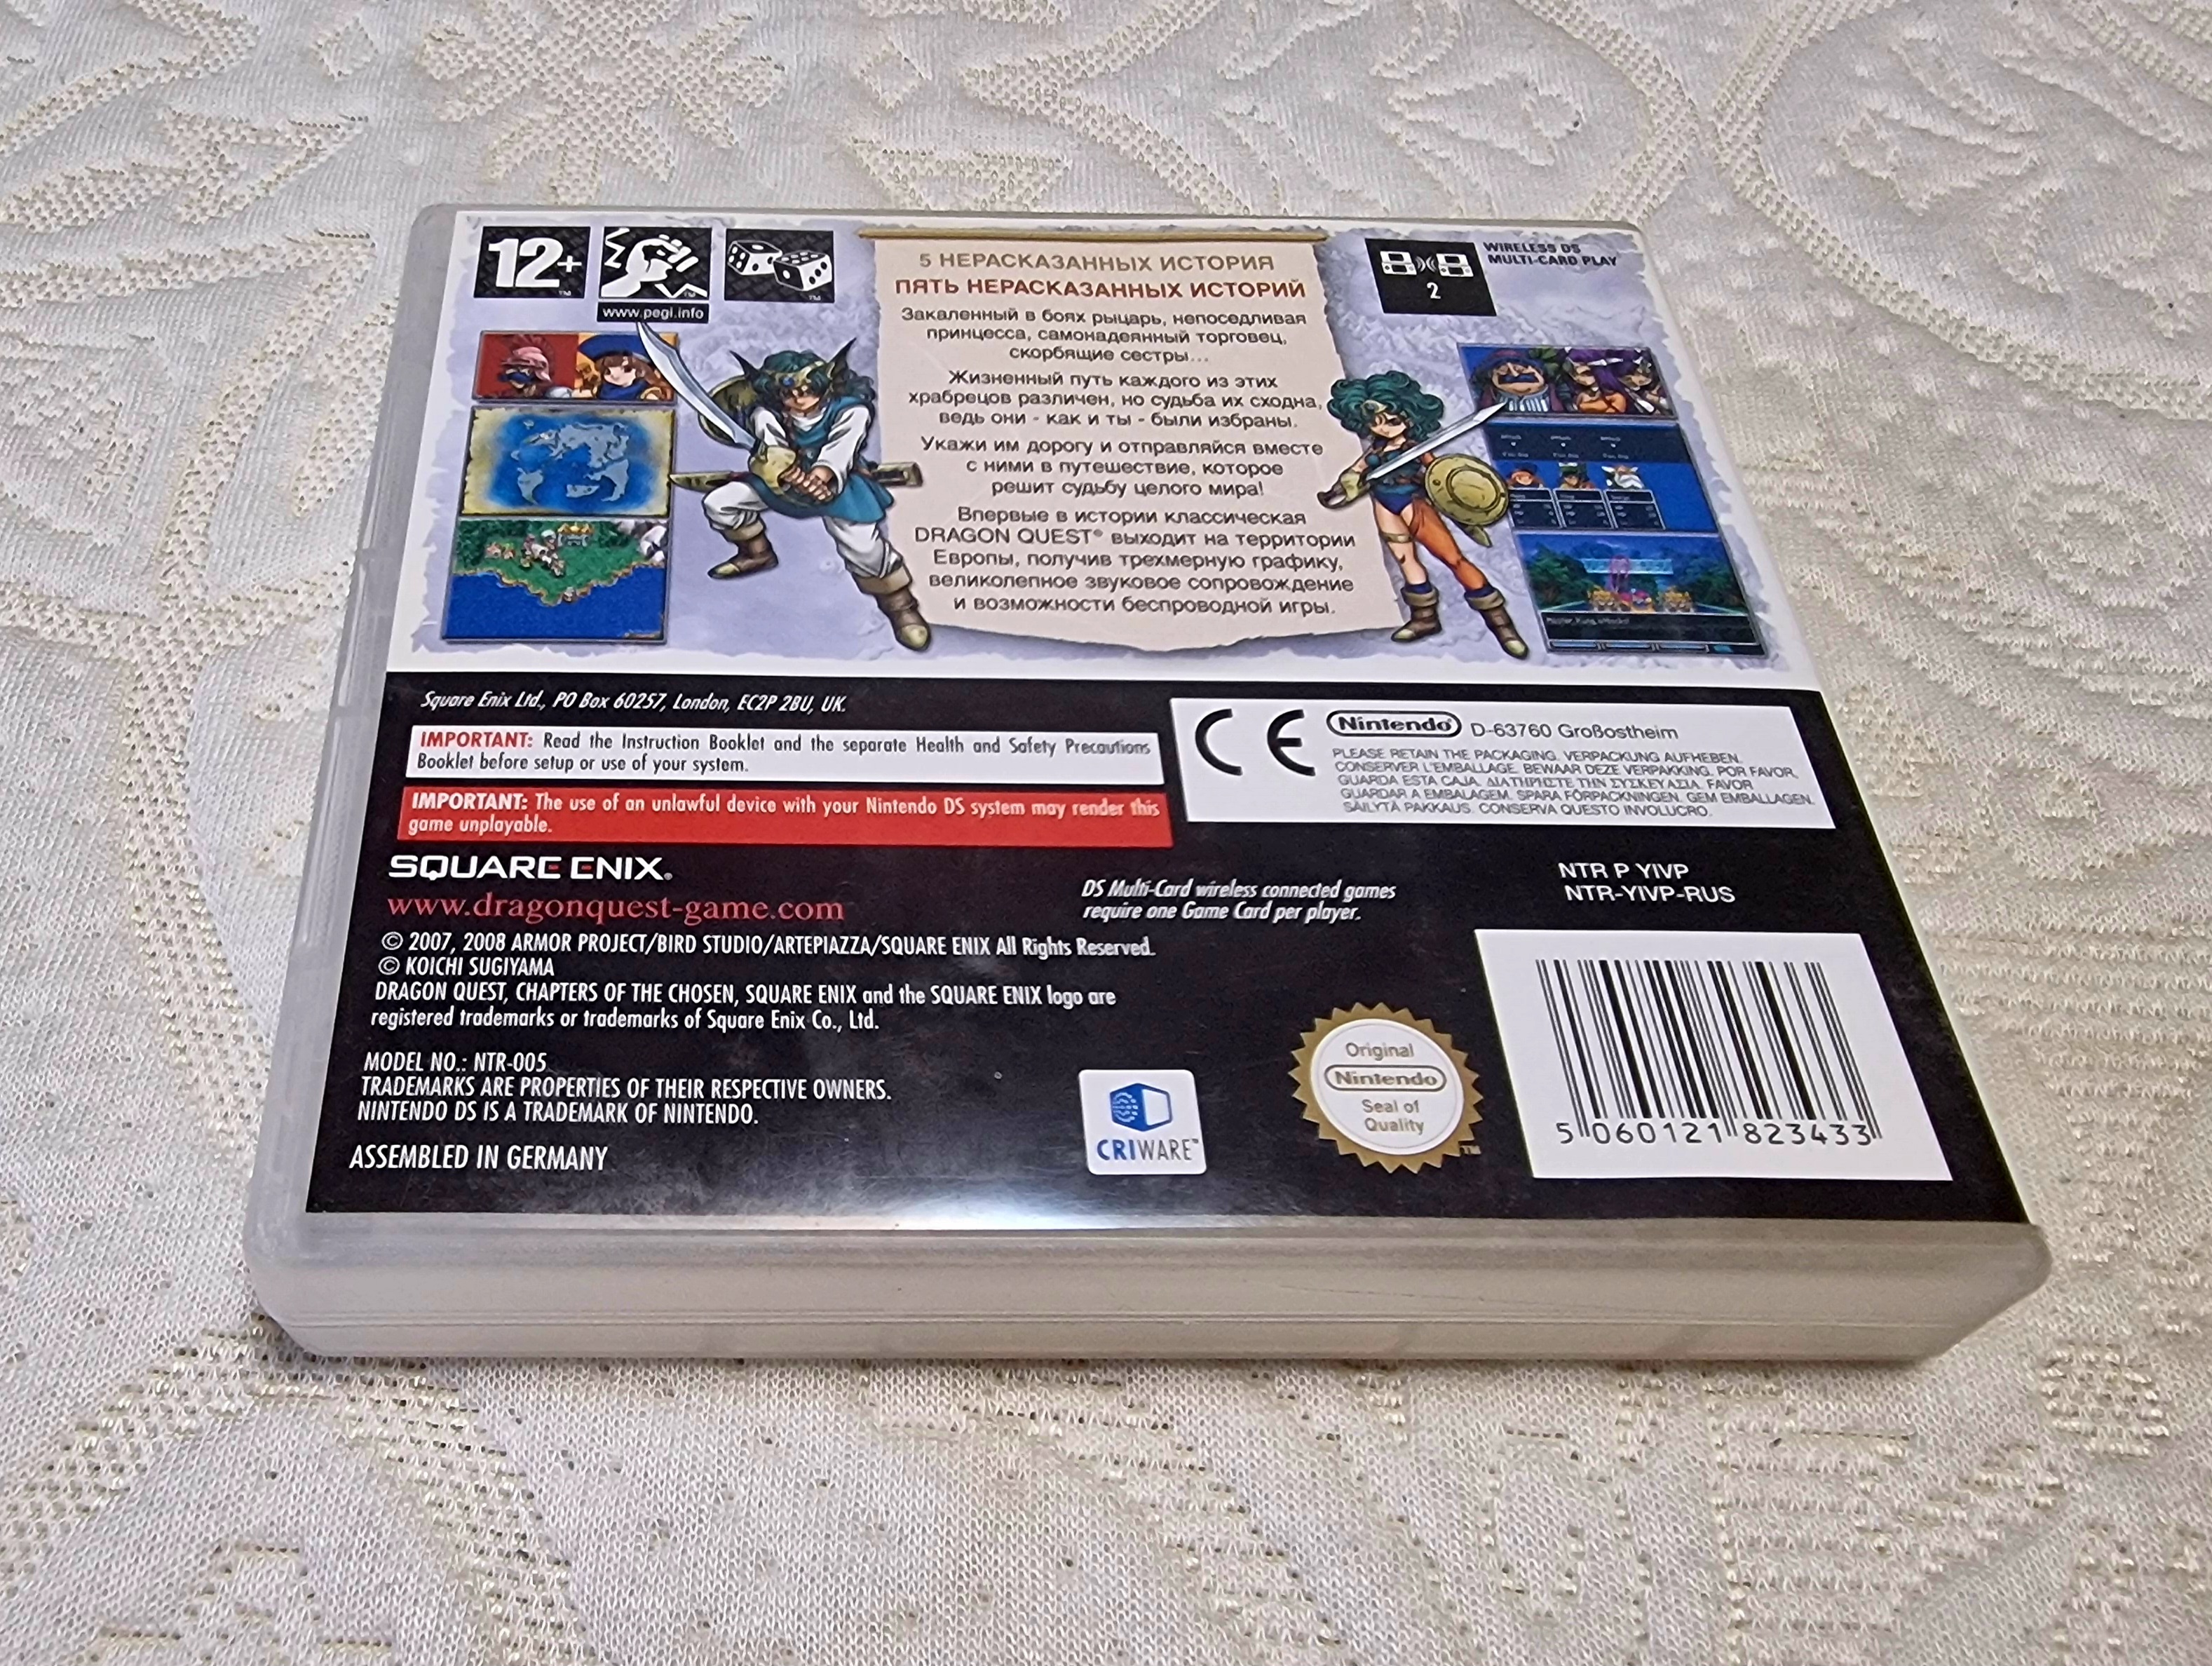 12+
™
™
™
www.pegi.info
5 НЕРАСКАЗАННЫХ ИСТОРИЯ
ПЯТЬ НЕРАСКАЗАННЫХ ИСТОРИЙ
Закаленный в боях рыцарь, непоседливая
принцесса, самонадеянный торговец,
скорбящие сестры...
Жизненный путь каждого из этих
храбрецов различен, но судьба их сходна,
ведь они - как и ты - были избраны.
Укажи им дорогу и отправляйся вместе
с ними в путешествие, которое
решит судьбу целого мира!
Впервые в истории классическая
DRAGON QUEST® выходит на территории
Европы, получив трехмерную графику,
великолепное звуковое сопровождение
и возможности беспроводной игры.
2
WIRELESS DS
MULTI-CARD PLAY
Square Enix Ltd., PO Box 60257, London, EC2P 2BU, UK.
IMPORTANT: Read the Instruction Booklet and the separate Health and Safety Precautions
Booklet before setup or use of your system.
IMPORTANT: The use of an unlawful device with your Nintendo DS system may render this
game unplayable.
CE
Nintendo® D-63760 Großostheim
PLEASE RETAIN THE PACKAGING. VERPACKUNG AUFHEBEN.
CONSERVER L'EMBALLAGE. BEWAAR DEZE VERPAKKING. POR FAVOR,
GUARDA ESTA CAJA. ΔΙΑΤΗΡΗΣΤΕ ΤΗΝ ΣΥΣΚΕΥΑΣΙΑ. FAVOR
GUARDAR A EMBALAGEM. SPARA FÖRPACKNINGEN. GEM EMBALLAGEN.
SÄILYTÄ PAKKAUS. CONSERVA QUESTO INVOLUCRO.
SQUARE ENIX®
www.dragonquest-game.com
DS Multi-Card wireless connected games
require one Game Card per player.
NTR P YIVP
NTR-YIVP-RUS
© 2007, 2008 ARMOR PROJECT/BIRD STUDIO/ARTEPIAZZA/SQUARE ENIX All Rights Reserved.
© KOICHI SUGIYAMA
DRAGON QUEST, CHAPTERS OF THE CHOSEN, SQUARE ENIX and the SQUARE ENIX logo are
registered trademarks or trademarks of Square Enix Co., Ltd.
MODEL NO.: NTR-005
TRADEMARKS ARE PROPERTIES OF THEIR RESPECTIVE OWNERS.
NINTENDO DS IS A TRADEMARK OF NINTENDO.
ASSEMBLED IN GERMANY
CRIWARE™
Original
Nintendo®
Seal of
Quality
™
5 060121 823433